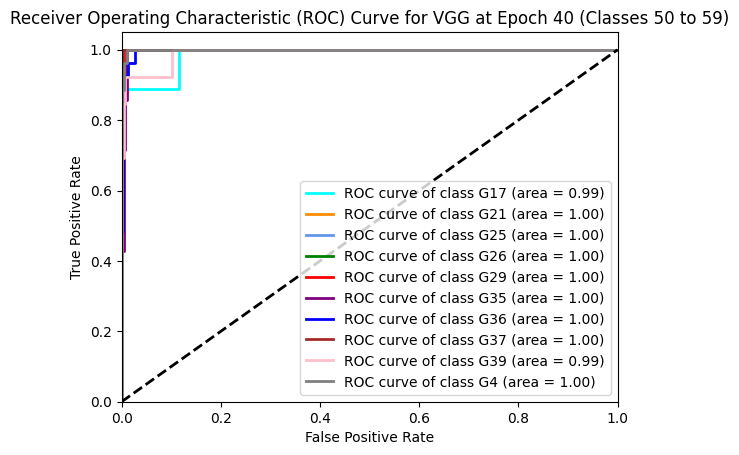 Receiver Operating Characteristic (ROC) Curve for VGG at Epoch 40 (Classes 50 to 59)
1.0
0.8
0.6
0.4
0.2
0.0
True Positive Rate
ROC curve of class G17 (area = 0.99)
ROC curve of class G21 (area = 1.00)
ROC curve of class G25 (area = 1.00)
ROC curve of class G26 (area = 1.00)
ROC curve of class G29 (area = 1.00)
ROC curve of class G35 (area = 1.00)
ROC curve of class G36 (area = 1.00)
ROC curve of class G37 (area = 1.00)
ROC curve of class G39 (area = 0.99)
ROC curve of class G4 (area = 1.00)
0.0 0.2 0.4 0.6 0.8 1.0
False Positive Rate